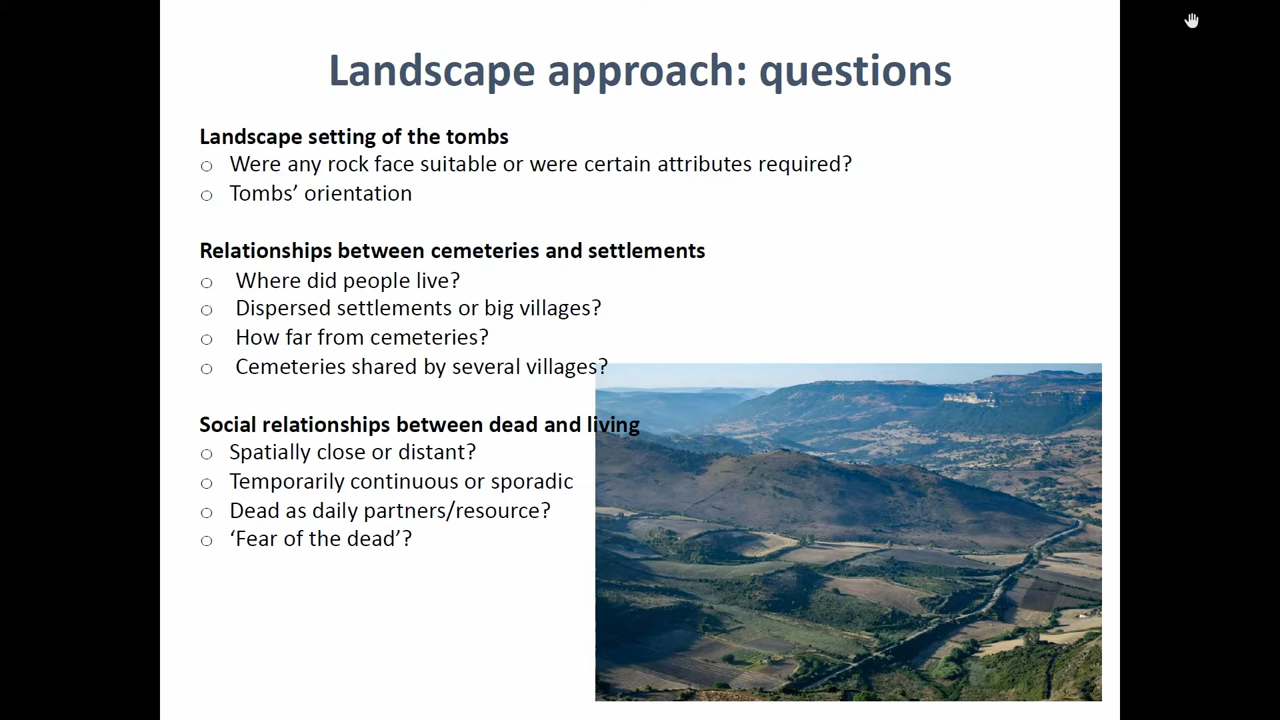 Landscape approach: questions
Landscape setting of the tombs
○ Were any rock face suitable or were certain attributes required?
○ Tombs’ orientation
Relationships between cemeteries and settlements
○ Where did people live?
○ Dispersed settlements or big villages?
○ How far from cemeteries?
○ Cemeteries shared by several villages?
Social relationships between dead and living
○ Spatially close or distant?
○ Temporarily continuous or sporadic
○ Dead as daily partners/resource?
○ ‘Fear of the dead’?